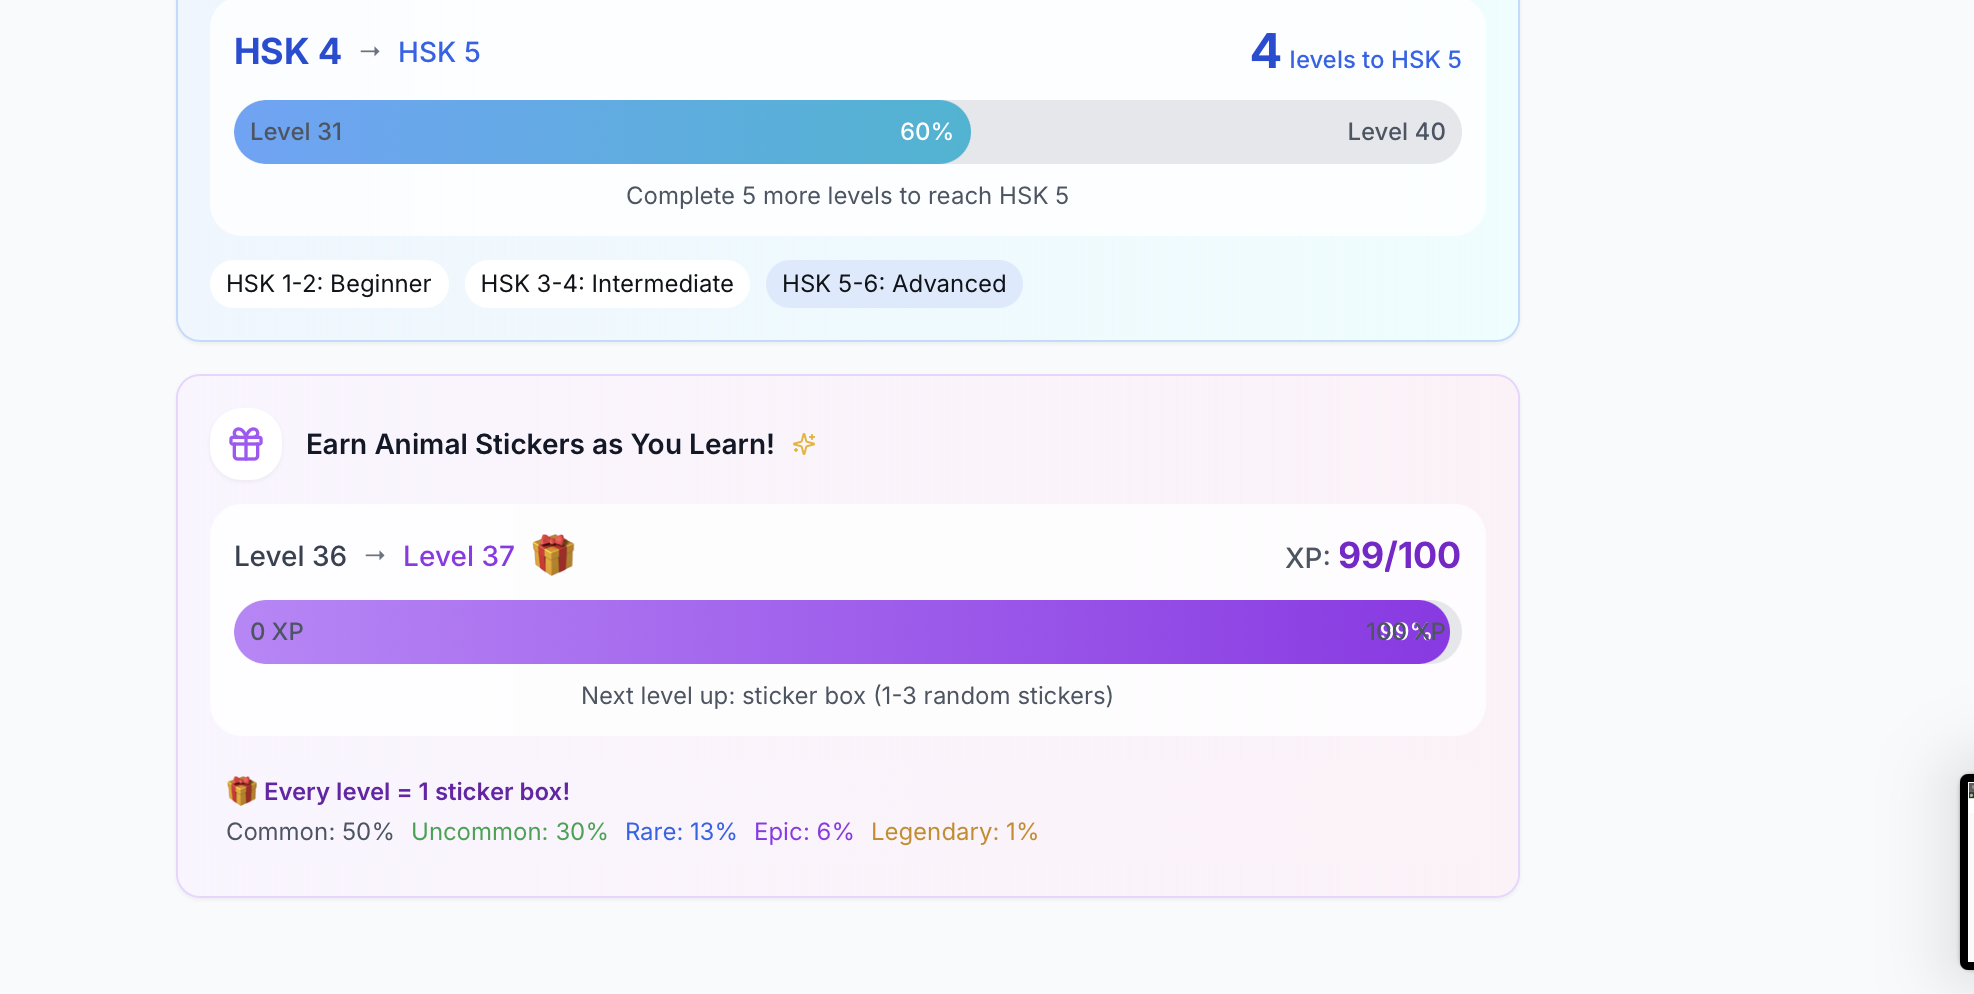 HSK 4 → HSK 5
4 levels to HSK 5
Level 31 60% Level 40
Complete 5 more levels to reach HSK 5
HSK 1-2: Beginner HSK 3-4: Intermediate HSK 5-6: Advanced
Earn Animal Stickers as You Learn!
Level 36 → Level 37
XP: 99/100
0 XP 99% 100 XP
Next level up: sticker box (1-3 random stickers)
Every level = 1 sticker box!
Common: 50% Uncommon: 30% Rare: 13% Epic: 6% Legendary: 1%